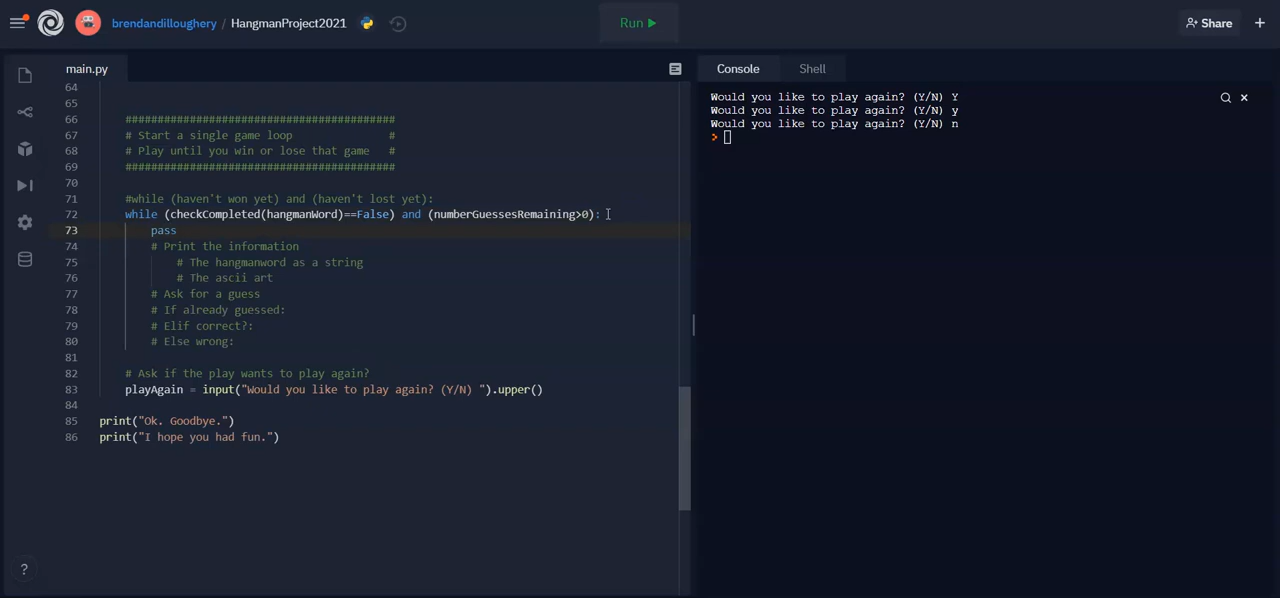 brendandilloughery / HangmanProject2021
Run
Share
main.py
Console
Shell
64
65
66 ##########################################
67 # Start a single game loop #
68 # Play until you win or lose that game #
69 ##########################################
70
71 #while (haven't won yet) and (haven't lost yet):
72 while (checkCompleted(hangmanWord)==False) and (numberGuessesRemaining>0):
73 pass
74 # Print the information
75 # The hangmanword as a string
76 # The ascii art
77 # Ask for a guess
78 # If already guessed:
79 # Elif correct?:
80 # Else wrong:
81
82 # Ask if the play wants to play again?
83 playAgain = input("Would you like to play again? (Y/N) ").upper()
84
85 print("Ok. Goodbye.")
86 print("I hope you had fun.")
Would you like to play again? (Y/N) Y
Would you like to play again? (Y/N) y
Would you like to play again? (Y/N) n
>
?